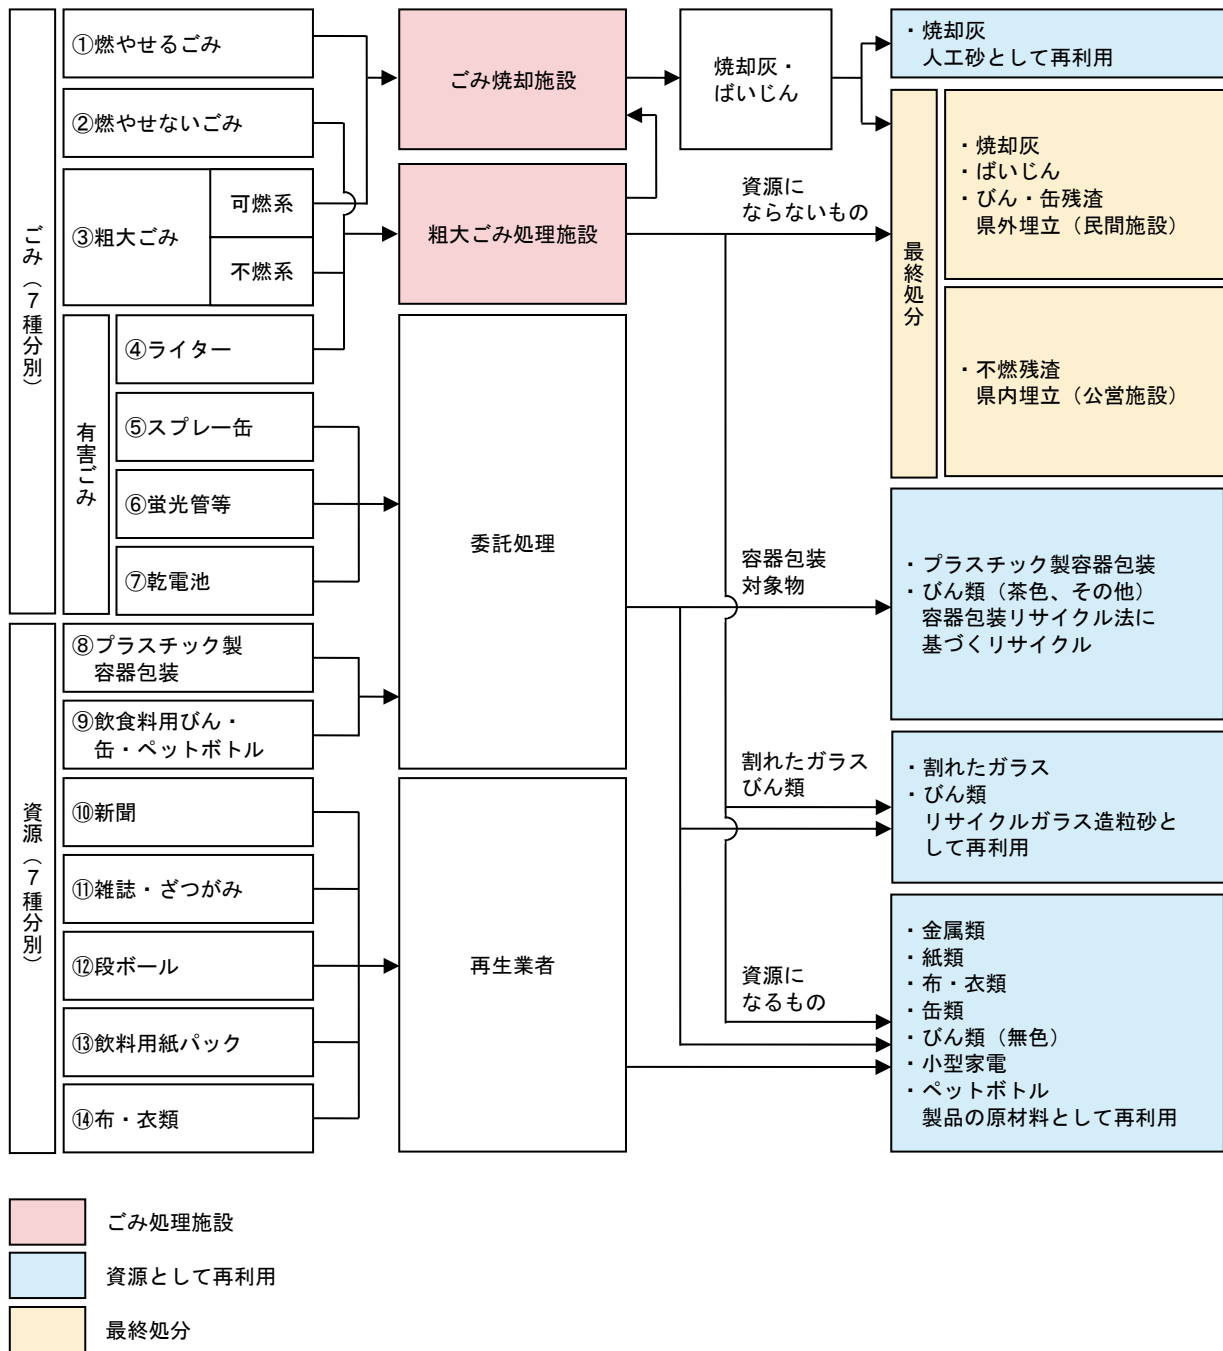 ごみ（7種分別）
①燃やせるごみ
②燃やせないごみ
③粗大ごみ
可燃系
不燃系
有害ごみ
④ライター
⑤スプレー缶
⑥蛍光管等
⑦乾電池
資源（7種分別）
⑧プラスチック製
容器包装
⑨飲食料用びん・
缶・ペットボトル
⑩新聞
⑪雑誌・ざつがみ
⑫段ボール
⑬飲料用紙パック
⑭布・衣類
ごみ焼却施設
粗大ごみ処理施設
委託処理
再生業者
焼却灰・
ばいじん
資源に
ならないもの
容器包装
対象物
割れたガラス
びん類
資源に
なるもの
・焼却灰
人工砂として再利用
最終処分
・焼却灰
・ばいじん
・びん・缶残渣
県外埋立（民間施設）
・不燃残渣
県内埋立（公営施設）
・プラスチック製容器包装
・びん類（茶色、その他）
容器包装リサイクル法に
基づくリサイクル
・割れたガラス
・びん類
リサイクルガラス造粒砂と
して再利用
・金属類
・紙類
・布・衣類
・缶類
・びん類（無色）
・小型家電
・ペットボトル
製品の原材料として再利用
ごみ処理施設
資源として再利用
最終処分